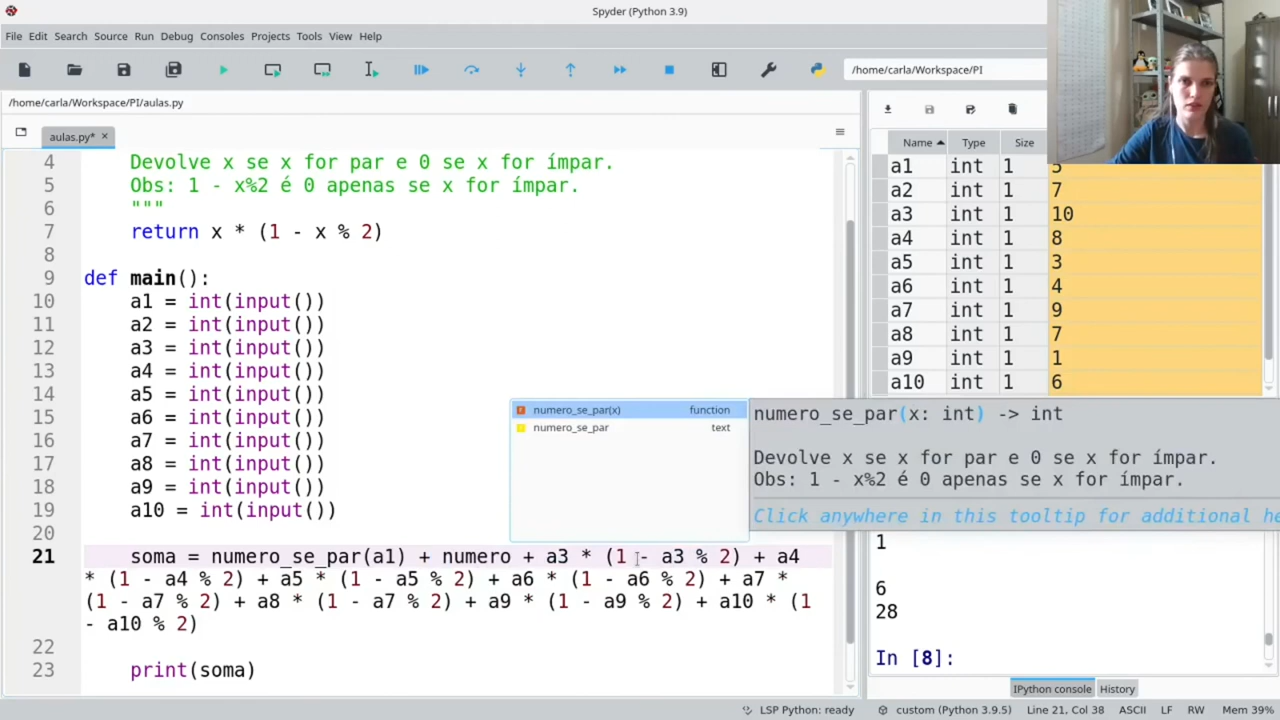 Spyder (Python 3.9)
File Edit Search Source Run Debug Consoles Projects Tools View Help
/home/carla/Workspace/PI
/home/carla/Workspace/PI/aulas.py
aulas.py*
4 Devolve x se x for par e 0 se x for ímpar.
5 Obs: 1 - x%2 é 0 apenas se x for ímpar.
6 """
7 return x * (1 - x % 2)
8
9 def main():
10 a1 = int(input())
11 a2 = int(input())
12 a3 = int(input())
13 a4 = int(input())
14 a5 = int(input())
15 a6 = int(input())
16 a7 = int(input())
17 a8 = int(input())
18 a9 = int(input())
19 a10 = int(input())
20
21 soma = numero_se_par(a1) + numero + a3 * (1 - a3 % 2) + a4
* (1 - a4 % 2) + a5 * (1 - a5 % 2) + a6 * (1 - a6 % 2) + a7 *
(1 - a7 % 2) + a8 * (1 - a7 % 2) + a9 * (1 - a9 % 2) + a10 * (1
- a10 % 2)
22
23 print(soma)
numero_se_par(x) function
numero_se_par text
Name Type Size
a1 int 1 5
a2 int 1 7
a3 int 1 10
a4 int 1 8
a5 int 1 3
a6 int 1 4
a7 int 1 9
a8 int 1 7
a9 int 1 1
a10 int 1 6
numero_se_par(x: int) -> int
Devolve x se x for par e 0 se x for ímpar.
Obs: 1 - x%2 é 0 apenas se x for ímpar.
Click anywhere in this tooltip for additional he
1
6
28
In [8]:
IPython console History
LSP Python: ready custom (Python 3.9.5) Line 21, Col 38 ASCII LF RW Mem 39%